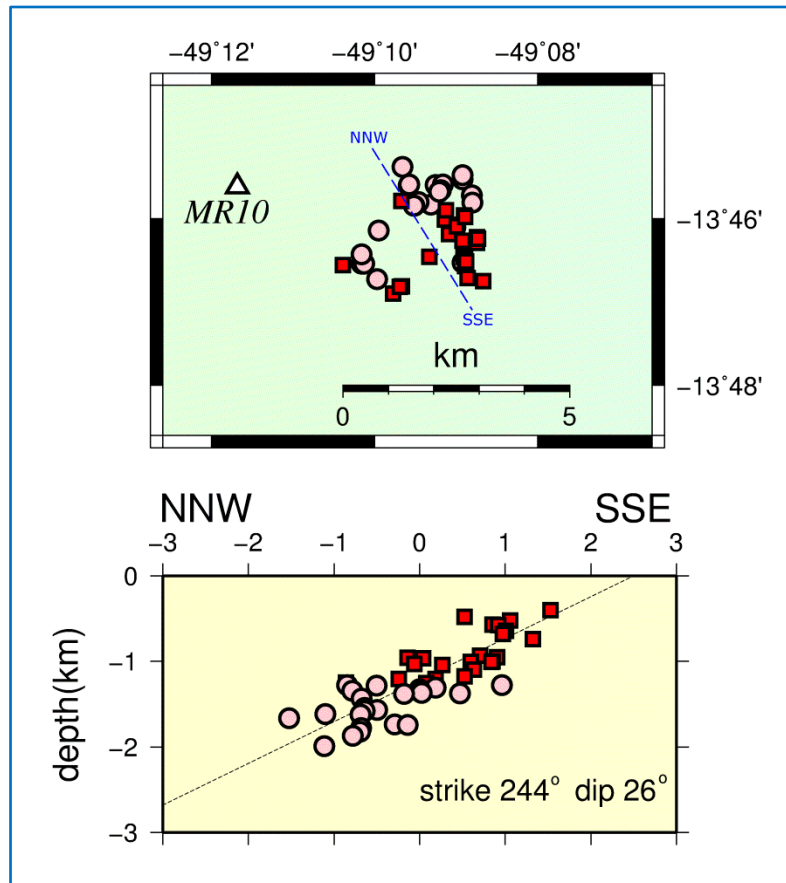 −49˚12' −49˚10' −49˚08'
NNW
MR10
−13˚46'
SSE
km
−13˚48'
0 5
NNW SSE
−3 −2 −1 0 1 2 3
0
−1
−2
−3
depth(km)
strike 244° dip 26°